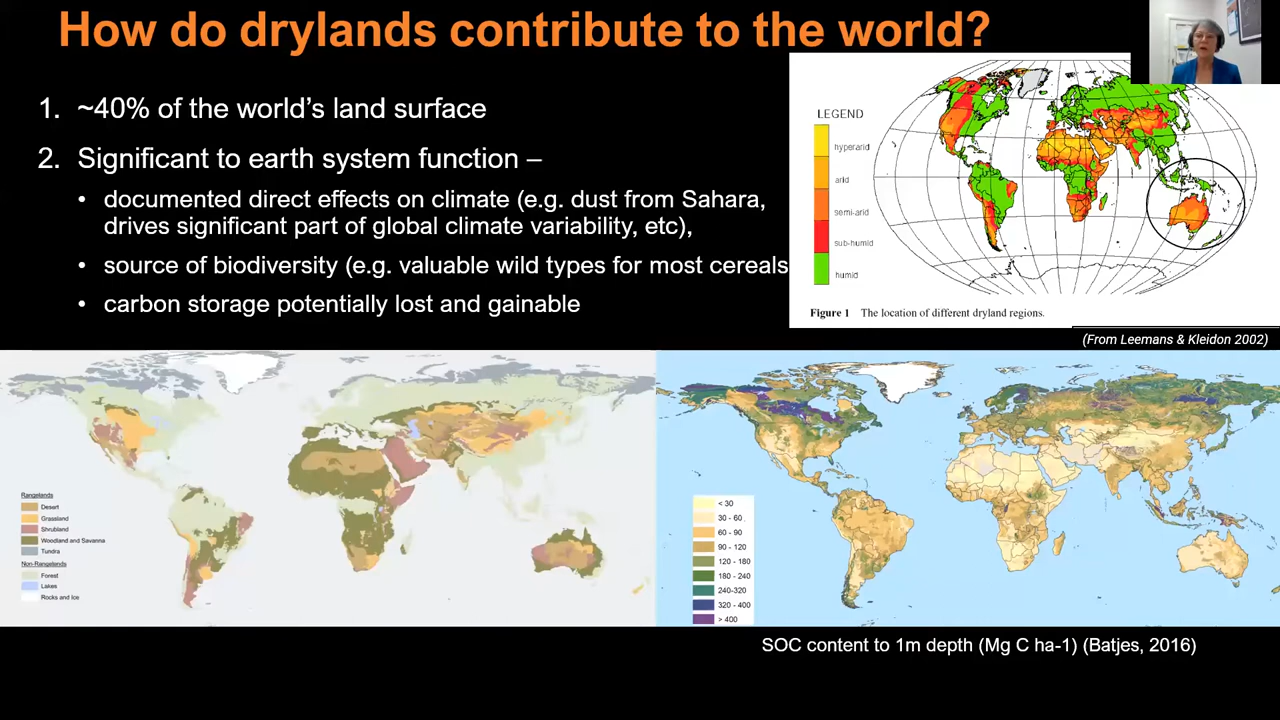 How do drylands contribute to the world?
1. ~40% of the world's land surface
2. Significant to earth system function –
• documented direct effects on climate (e.g. dust from Sahara,
drives significant part of global climate variability, etc),
• source of biodiversity (e.g. valuable wild types for most cereals
• carbon storage potentially lost and gainable
LEGEND
hyperarid
arid
semi-arid
sub-humid
humid
Figure 1 The location of different dryland regions.
(From Leemans & Kleidon 2002)
Rangelands
Desert
Grassland
Shrubland
Woodland and Savanna
Tundra
Non-Rangelands
Forest
Lakes
Rocks and Ice
< 30
30 - 60
60 - 90
90 - 120
120 - 180
180 - 240
240-320
320 - 400
> 400
SOC content to 1m depth (Mg C ha-1) (Batjes, 2016)